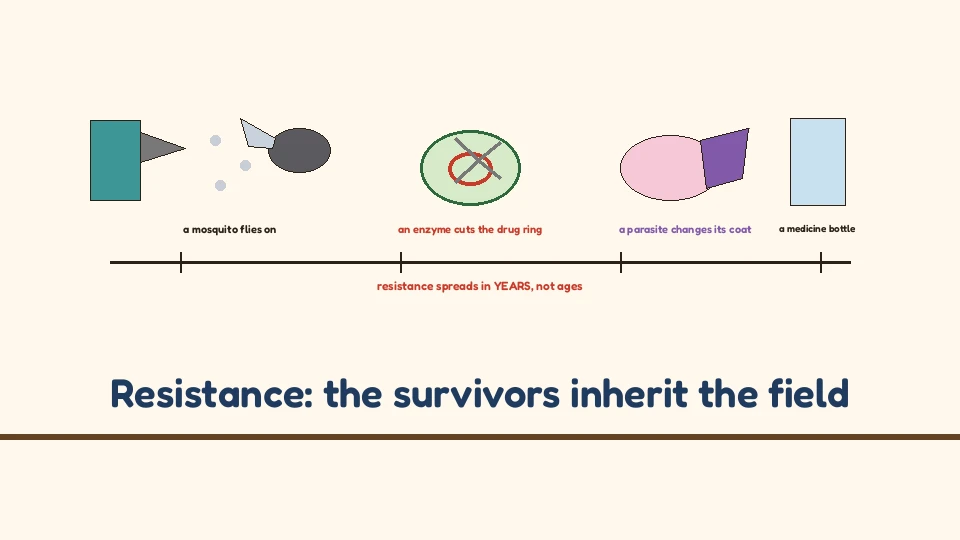 a mosquito flies on
an enzyme cuts the drug ring
a parasite changes its coat
a medicine bottle
resistance spreads in YEARS, not ages
Resistance: the survivors inherit the field